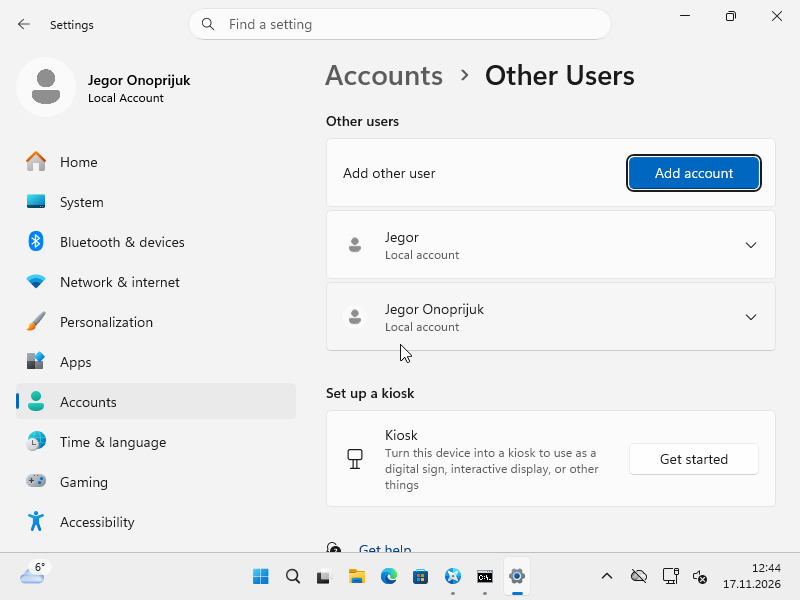 Settings
Find a setting
Jegor Onoprijuk
Local Account
Home
System
Bluetooth & devices
Network & internet
Personalization
Apps
Accounts
Time & language
Gaming
Accessibility
Accounts > Other Users
Other users
Add other user
Add account
Jegor
Local account
Jegor Onoprijuk
Local account
Set up a kiosk
Kiosk
Turn this device into a kiosk to use as a
digital sign, interactive display, or other
things
Get started
Get help
6°
12:44
17.11.2026